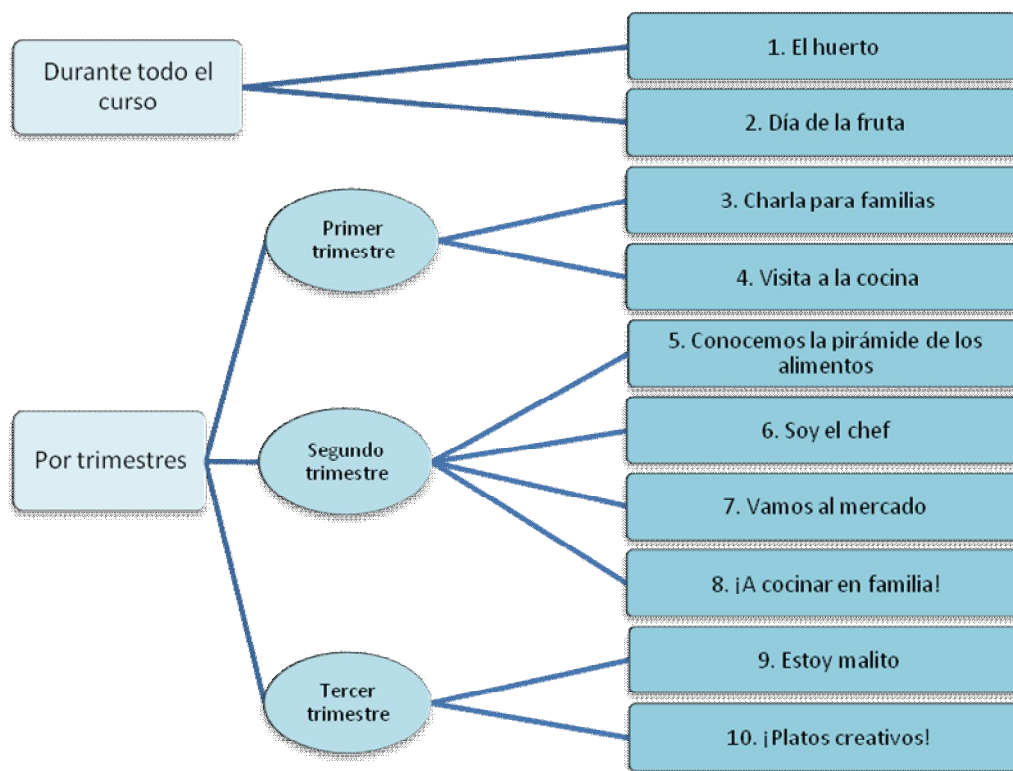 Durante todo el
curso
1. El huerto
2. Día de la fruta
Por trimestres
Primer
trimestre
3. Charla para familias
4. Visita a la cocina
Segundo
trimestre
5. Conocemos la pirámide de los
alimentos
6. Soy el chef
7. Vamos al mercado
8. ¡A cocinar en familia!
Tercer
trimestre
9. Estoy malito
10. ¡Platos creativos!